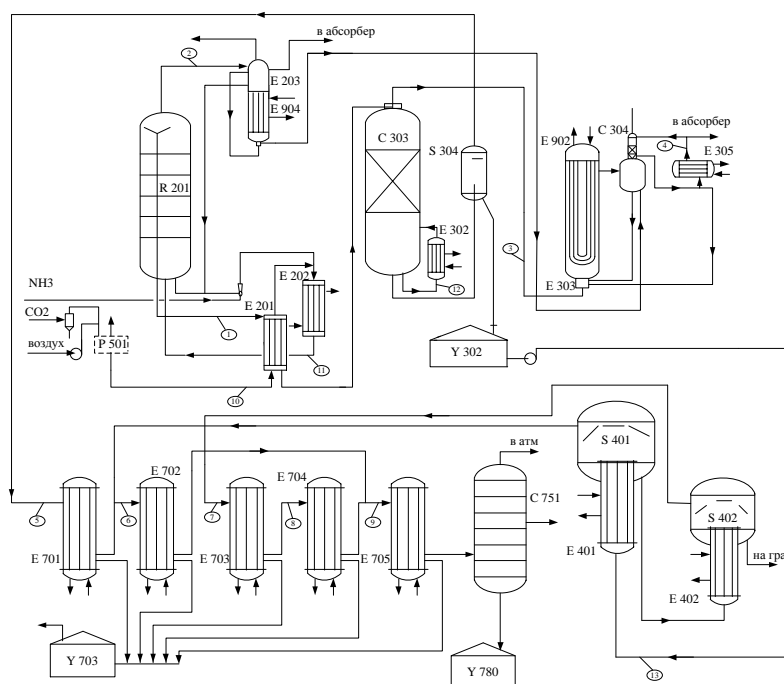 в абсорбер
2
E 203
E 904
C 303
S 304
E 902
C 304
в абсорбер
4
E 305
R 201
E 302
3
12
E 303
NH3
E 202
E 201
CO2
воздух
P 501
1
11
10
Y 302
в атм
S 401
E 702
E 704
C 751
S 402
5
6
7
8
9
E 701
E 703
E 705
E 401
на гра
E 402
Y 703
Y 780
13